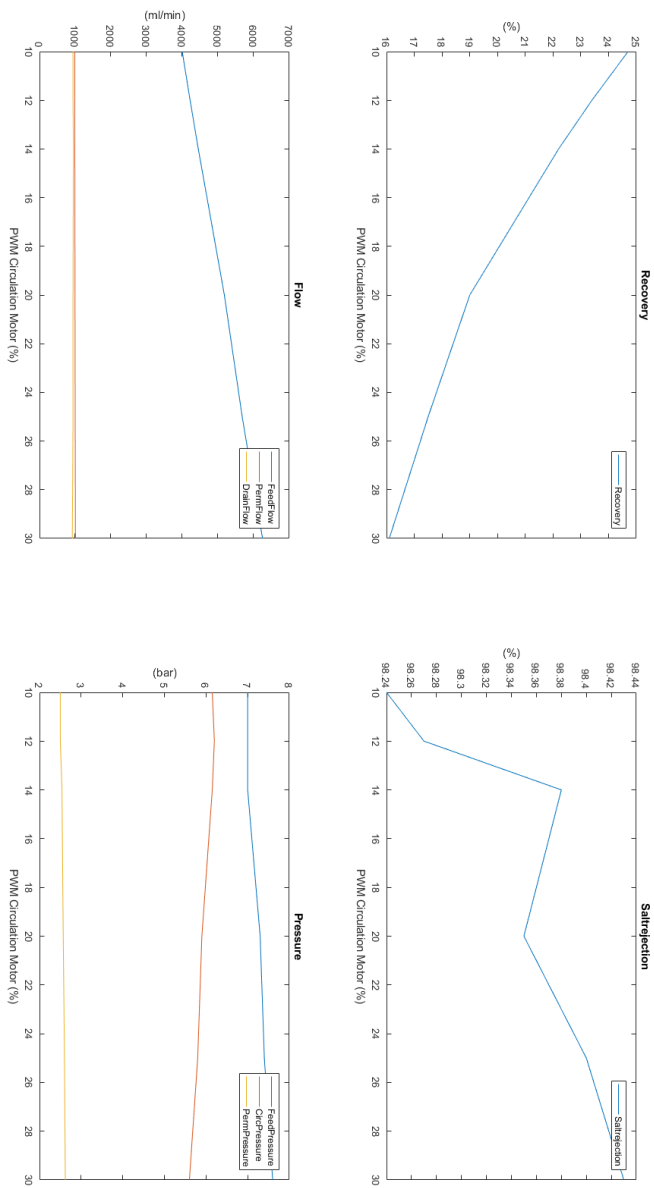 Recovery
(%)
25
24
23
22
21
20
19
18
17
16
10 12 14 16 18 20 22 24 26 28 30
PWM Circulation Motor (%)
Recovery
Saltrejection
(%)
98.44
98.42
98.4
98.38
98.36
98.34
98.32
98.3
98.28
98.26
98.24
10 12 14 16 18 20 22 24 26 28 30
PWM Circulation Motor (%)
Saltrejection
Flow
(ml/min)
7000
6000
5000
4000
3000
2000
1000
0
10 12 14 16 18 20 22 24 26 28 30
PWM Circulation Motor (%)
FeedFlow
PermFlow
DrainFlow
Pressure
(bar)
8
7
6
5
4
3
2
10 12 14 16 18 20 22 24 26 28 30
PWM Circulation Motor (%)
FeedPressure
CircPressure
PermPressure